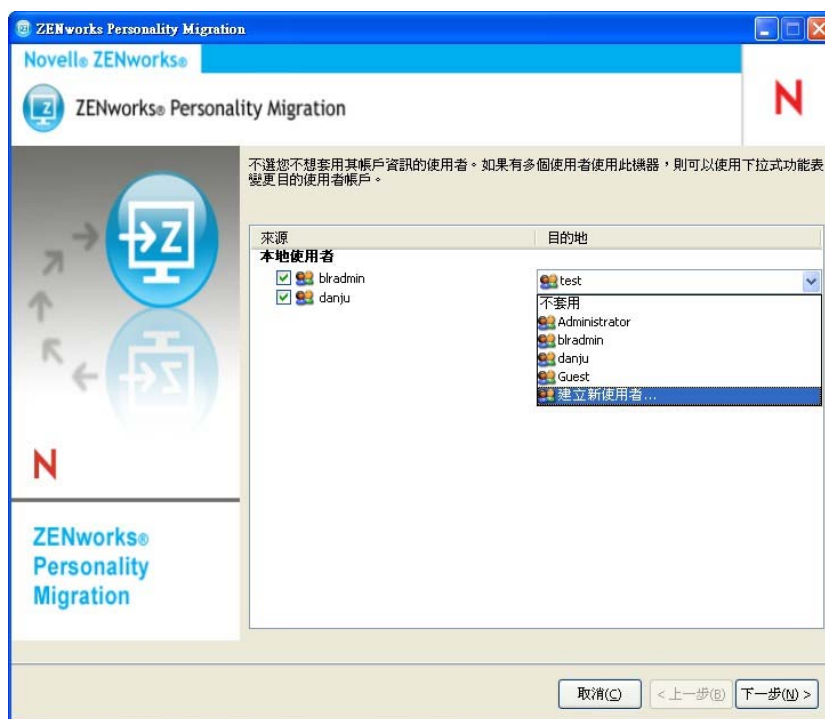 ZENworks Personality Migration
Novell® ZENworks®
ZENworks® Personality Migration
N
不選您不想套用其帳戶資訊的使用者。如果有多個使用者使用此機器，則可以使用下拉式功能表
變更目的使用者帳戶。
來源 目的地
本地使用者
blradmin test
danju
不套用
Administrator
blradmin
danju
Guest
建立新使用者...
N
ZENworks®
Personality
Migration
取消(C) <上一步(B) 下一步(N) >